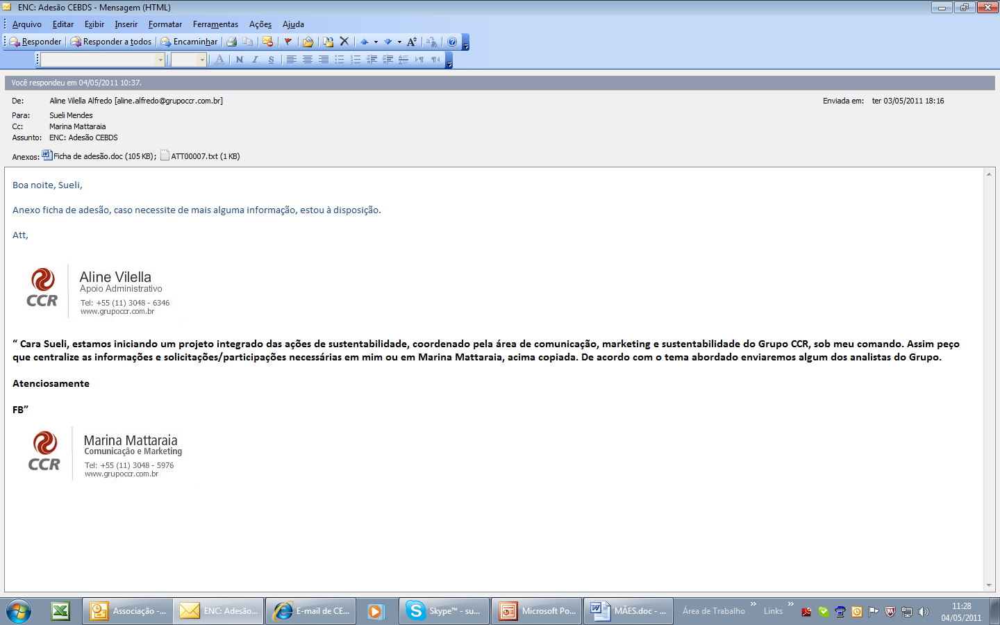 ENC: Adesão CEBDS - Mensagem (HTML)
Arquivo Editar Exibir Inserir Formatar Ferramentas Ações Ajuda
Responder Responder a todos Encaminhar
N I S
Você respondeu em 04/05/2011 10:37.
De: Aline Vilella Alfredo [aline.alfredo@grupoccr.com.br] Enviada em: ter 03/05/2011 18:16
Para: Sueli Mendes
Cc: Marina Mattaraia
Assunto: ENC: Adesão CEBDS
Anexos: Ficha de adesão.doc (105 KB); ATT00007.txt (1 KB)
Boa noite, Sueli,
Anexo ficha de adesão, caso necessite de mais alguma informação, estou à disposição.
Att,
CCR
Aline Vilella
Apoio Administrativo
Tel: +55 (11) 3048 - 6346
www.grupoccr.com.br
“ Cara Sueli, estamos iniciando um projeto integrado das ações de sustentabilidade, coordenado pela área de comunicação, marketing e sustentabilidade do Grupo CCR, sob meu comando. Assim peço
que centralize as informações e solicitações/participações necessárias em mim ou em Marina Mattaraia, acima copiada. De acordo com o tema abordado enviaremos algum dos analistas do Grupo.
Atenciosamente
FB”
CCR
Marina Mattaraia
Comunicação e Marketing
Tel: +55 (11) 3048 - 5976
www.grupoccr.com.br
Associação -... ENC: Adesão... E-mail de CE... Skype™ - su... Microsoft Po... MÃES.doc - ... Área de Trabalho » Links » 11:28
04/05/2011